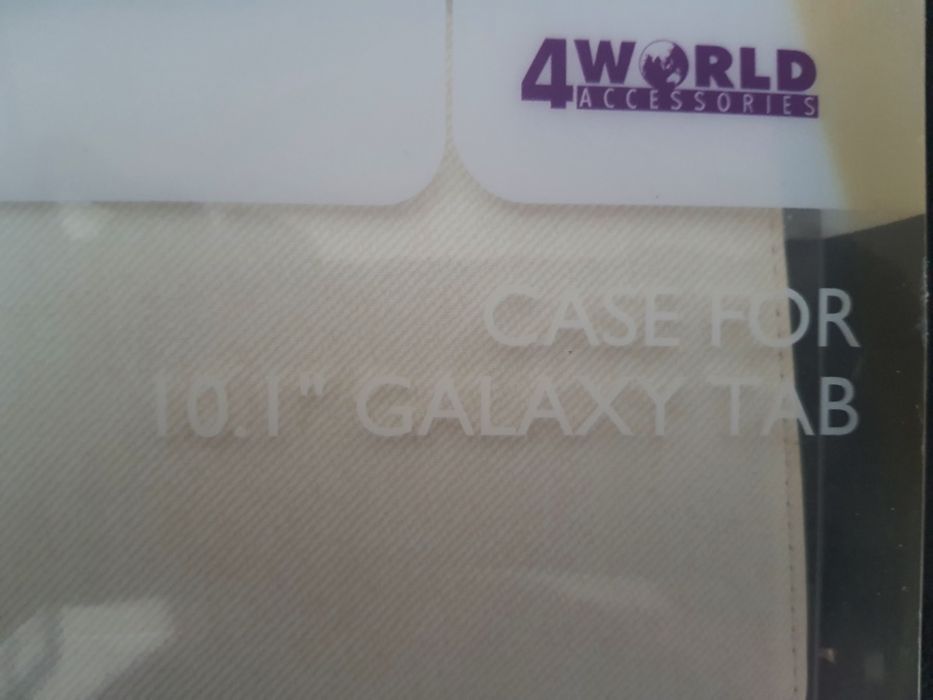 4WORLD
ACCESSORIES
CASE FOR
10.1" GALAXY TAB